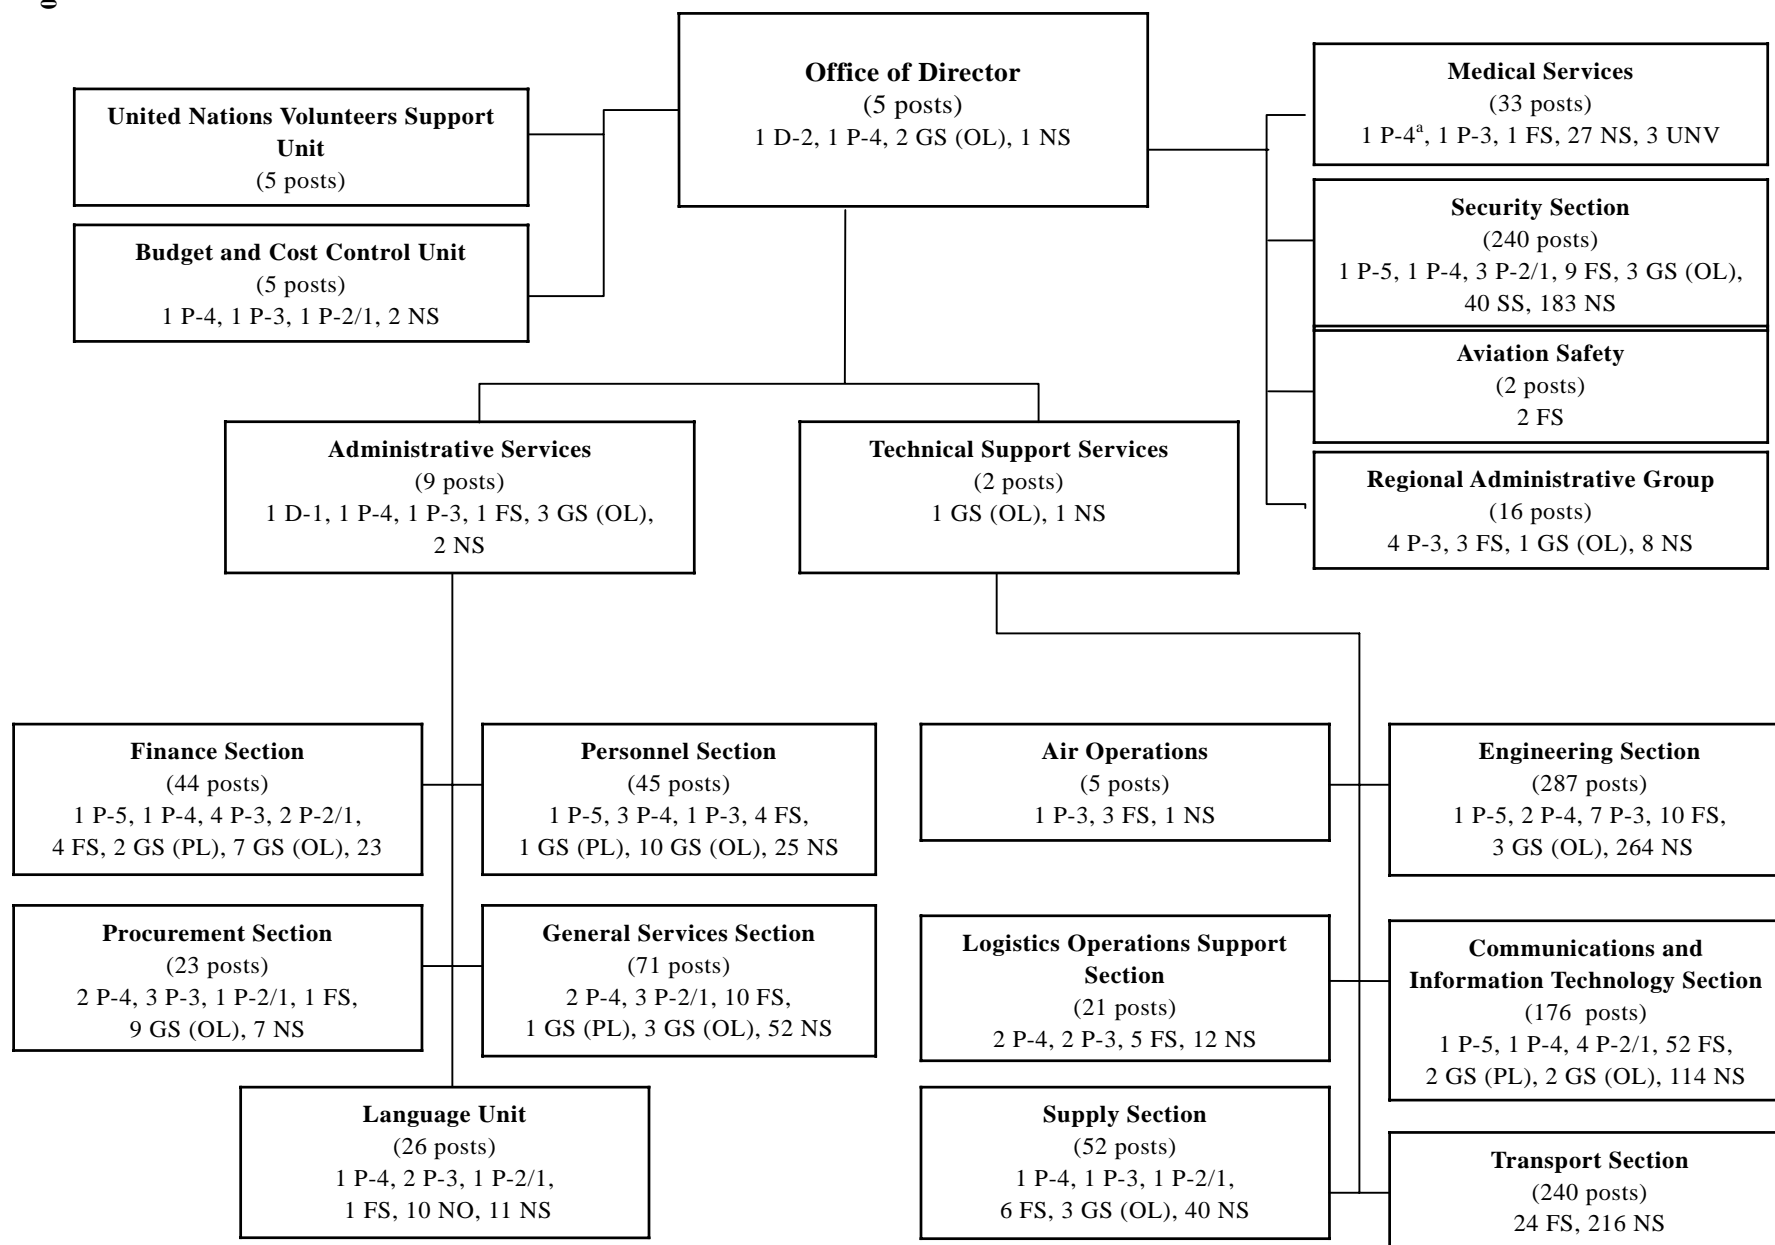 Office of Director
(5 posts)
1 D-2, 1 P-4, 2 GS (OL), 1 NS
United Nations Volunteers Support
Unit
(5 posts)
Budget and Cost Control Unit
(5 posts)
1 P-4, 1 P-3, 1 P-2/1, 2 NS
Medical Services
(33 posts)
1 P-4ᵃ, 1 P-3, 1 FS, 27 NS, 3 UNV
Security Section
(240 posts)
1 P-5, 1 P-4, 3 P-2/1, 9 FS, 3 GS (OL),
40 SS, 183 NS
Aviation Safety
(2 posts)
2 FS
Regional Administrative Group
(16 posts)
4 P-3, 3 FS, 1 GS (OL), 8 NS
Administrative Services
(9 posts)
1 D-1, 1 P-4, 1 P-3, 1 FS, 3 GS (OL),
2 NS
Technical Support Services
(2 posts)
1 GS (OL), 1 NS
Finance Section
(44 posts)
1 P-5, 1 P-4, 4 P-3, 2 P-2/1,
4 FS, 2 GS (PL), 7 GS (OL), 23
Personnel Section
(45 posts)
1 P-5, 3 P-4, 1 P-3, 4 FS,
1 GS (PL), 10 GS (OL), 25 NS
Procurement Section
(23 posts)
2 P-4, 3 P-3, 1 P-2/1, 1 FS,
9 GS (OL), 7 NS
General Services Section
(71 posts)
2 P-4, 3 P-2/1, 10 FS,
1 GS (PL), 3 GS (OL), 52 NS
Language Unit
(26 posts)
1 P-4, 2 P-3, 1 P-2/1,
1 FS, 10 NO, 11 NS
Air Operations
(5 posts)
1 P-3, 3 FS, 1 NS
Engineering Section
(287 posts)
1 P-5, 2 P-4, 7 P-3, 10 FS,
3 GS (OL), 264 NS
Logistics Operations Support
Section
(21 posts)
2 P-4, 2 P-3, 5 FS, 12 NS
Communications and
Information Technology Section
(176 posts)
1 P-5, 1 P-4, 4 P-2/1, 52 FS,
2 GS (PL), 2 GS (OL), 114 NS
Supply Section
(52 posts)
1 P-4, 1 P-3, 1 P-2/1,
6 FS, 3 GS (OL), 40 NS
Transport Section
(240 posts)
24 FS, 216 NS